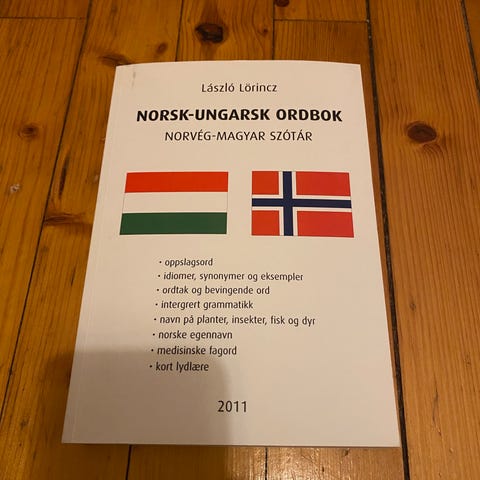 László Lörincz
NORSK-UNGARSK ORDBOK
NORVÉG-MAGYAR SZÓTÁR
• oppslagsord
• idiomer, synonymer og eksempler
• ordtak og bevingende ord
• intergrert grammatikk
• navn på planter, insekter, fisk og dyr
• norske egennavn
• medisinske fagord
• kort lydlære
2011